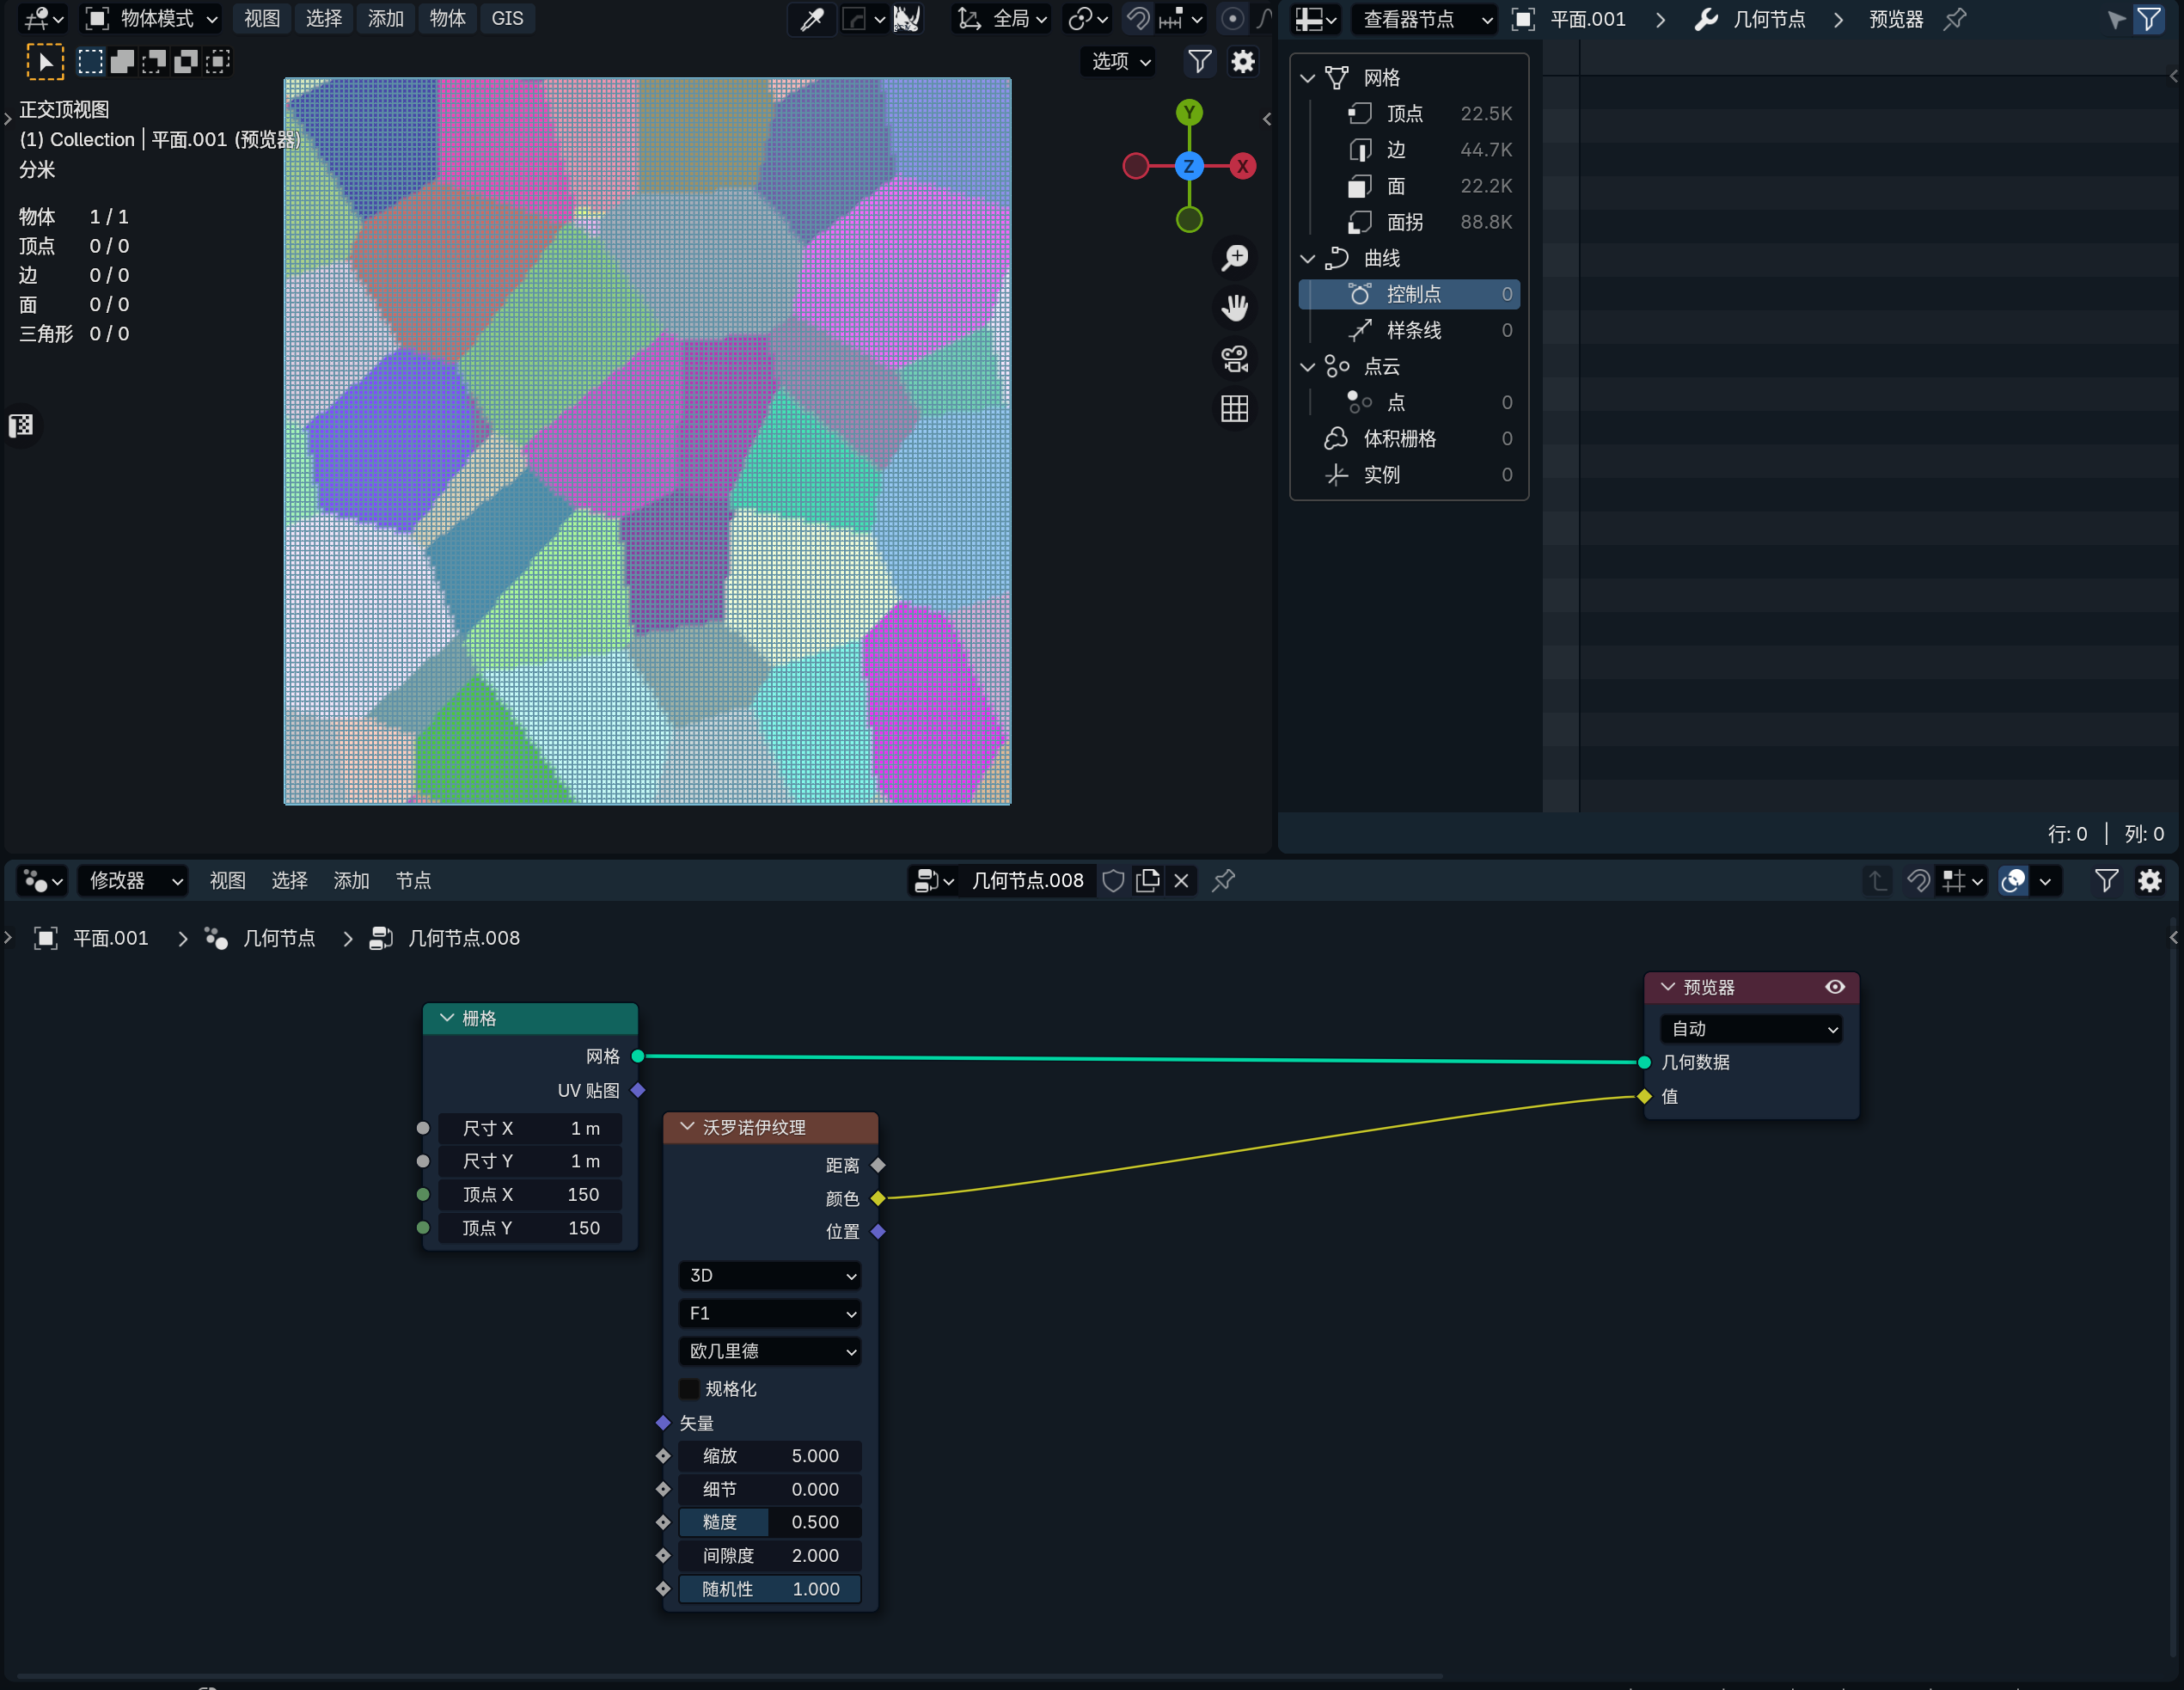 物体模式 视图 选择 添加 物体 GIS 全局
选项
正交顶视图
(1) Collection | 平面.001 (预览器)
分米
物体 1 / 1
顶点 0 / 0
边 0 / 0
面 0 / 0
三角形 0 / 0
Y
Z
X
查看器节点 平面.001 几何节点 预览器
网格
顶点 22.5K
边 44.7K
面 22.2K
面拐 88.8K
曲线
控制点 0
样条线 0
点云
点 0
体积栅格 0
实例 0
行: 0 | 列: 0
修改器 视图 选择 添加 节点 几何节点.008
平面.001 几何节点 几何节点.008
栅格
网格
UV 贴图
尺寸 X 1 m
尺寸 Y 1 m
顶点 X 150
顶点 Y 150
沃罗诺伊纹理
距离
颜色
位置
3D
F1
欧几里德
规格化
矢量
缩放 5.000
细节 0.000
糙度 0.500
间隙度 2.000
随机性 1.000
预览器
自动
几何数据
值